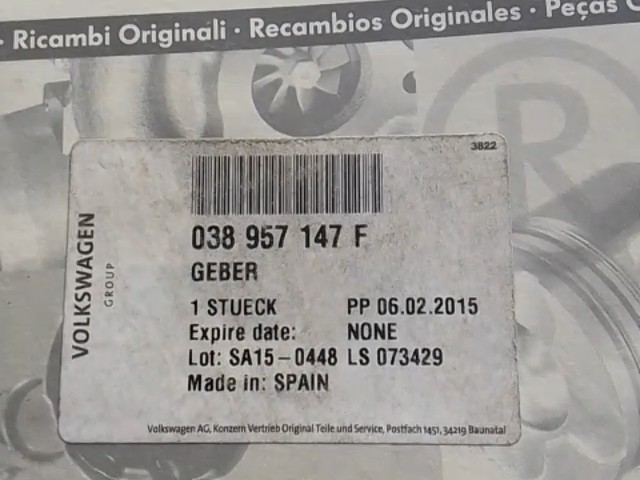 · Ricambi Originali · Recambios Originales · Peças
3822
VOLKSWAGEN
GROUP
038 957 147 F
GEBER
1 STUECK PP 06.02.2015
Expire date: NONE
Lot: SA15-0448 LS 073429
Made in: SPAIN
Volkswagen AG, Konzern Vertrieb Original Teile und Service, Postfach 1451, 34219 Baunatal
®